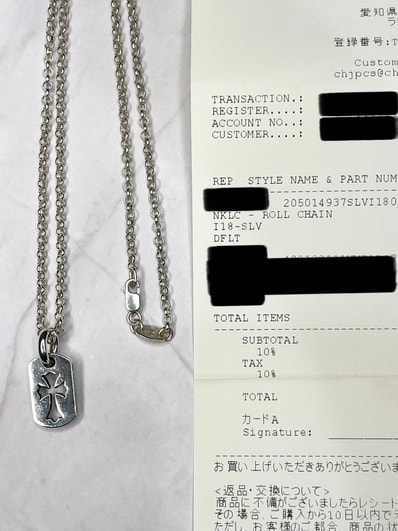 愛知県
ラ
登録番号:T
Custom
chjpcs@ch
TRANSACTION.:
REGISTER....:
ACCOUNT NO..:
CUSTOMER....:
REP STYLE NAME & PART NUM
205014937SLVI180
NKLC - ROLL CHAIN
I18-SLV
DFLT
TOTAL ITEMS
SUBTOTAL
10%
TAX
10%
TOTAL
カードA
Signature:
お買い上げいただきありがとうござい
<返品・交換について>
商品に不備がございましたらレシート
その場合、ご購入から10日以内で
ただし、お客様のご都合、商品の